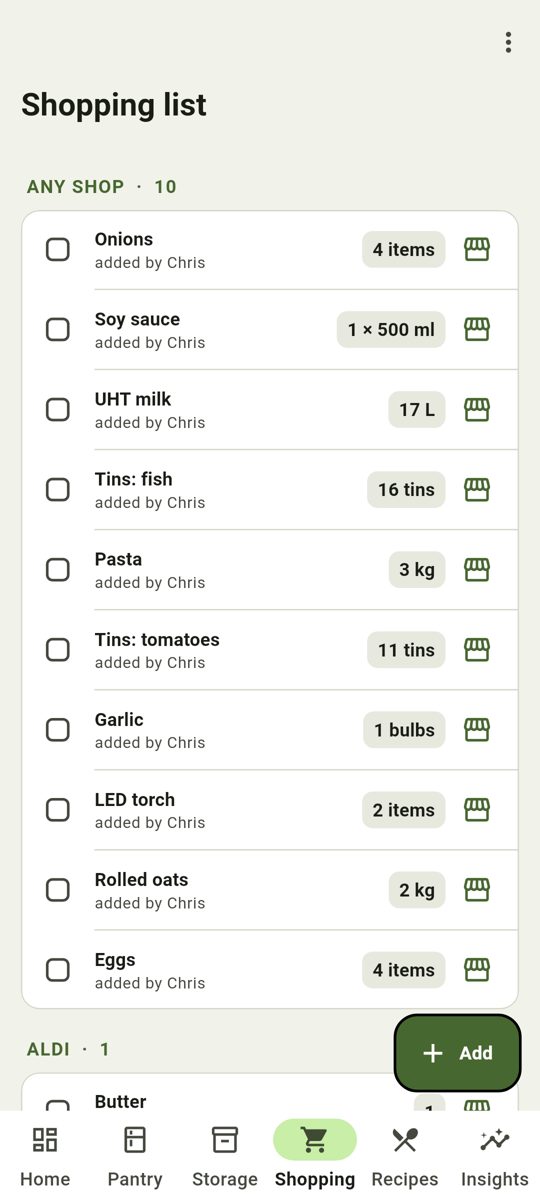 Shopping list
ANY SHOP · 10
Onions
added by Chris
4 items
Soy sauce
added by Chris
1 × 500 ml
UHT milk
added by Chris
17 L
Tins: fish
added by Chris
16 tins
Pasta
added by Chris
3 kg
Tins: tomatoes
added by Chris
11 tins
Garlic
added by Chris
1 bulbs
LED torch
added by Chris
2 items
Rolled oats
added by Chris
2 kg
Eggs
added by Chris
4 items
ALDI · 1
+ Add
Butter
1
Home
Pantry
Storage
Shopping
Recipes
Insights